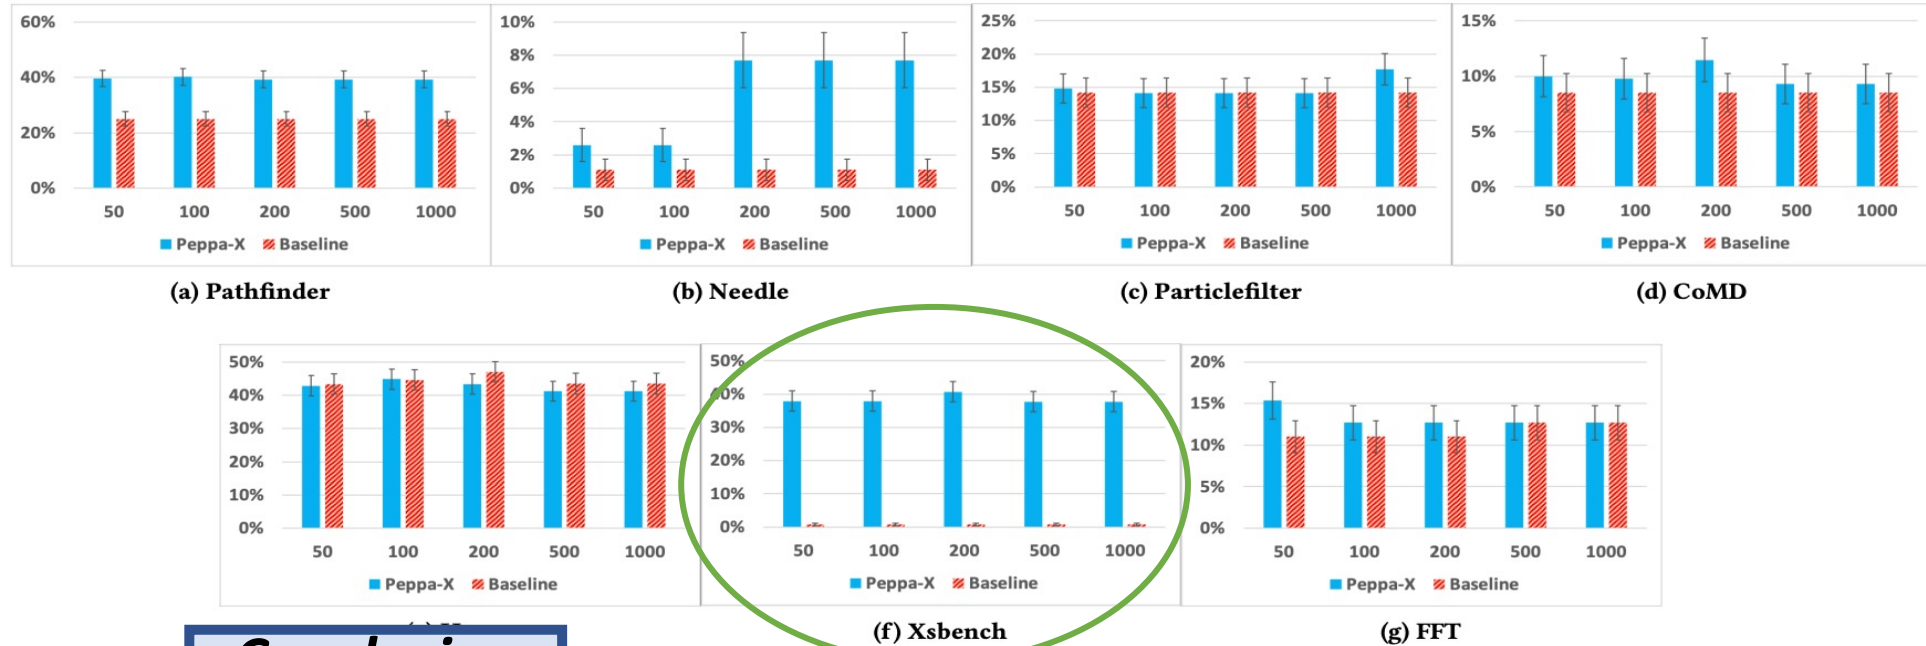 60%
40%
20%
0%
50 100 200 500 1000
Peppa-X Baseline
(a) Pathfinder
10%
8%
6%
4%
2%
0%
50 100 200 500 1000
Peppa-X Baseline
(b) Needle
25%
20%
15%
10%
5%
0%
50 100 200 500 1000
Peppa-X Baseline
(c) Particlefilter
15%
10%
5%
0%
50 100 200 500 1000
Peppa-X Baseline
(d) CoMD
50%
40%
30%
20%
10%
0%
50 100 200 500 1000
Peppa-X Baseline
50%
40%
30%
20%
10%
0%
50 100 200 500 1000
Peppa-X Baseline
(f) Xsbench
20%
15%
10%
5%
0%
50 100 200 500 1000
Peppa-X Baseline
(g) FFT